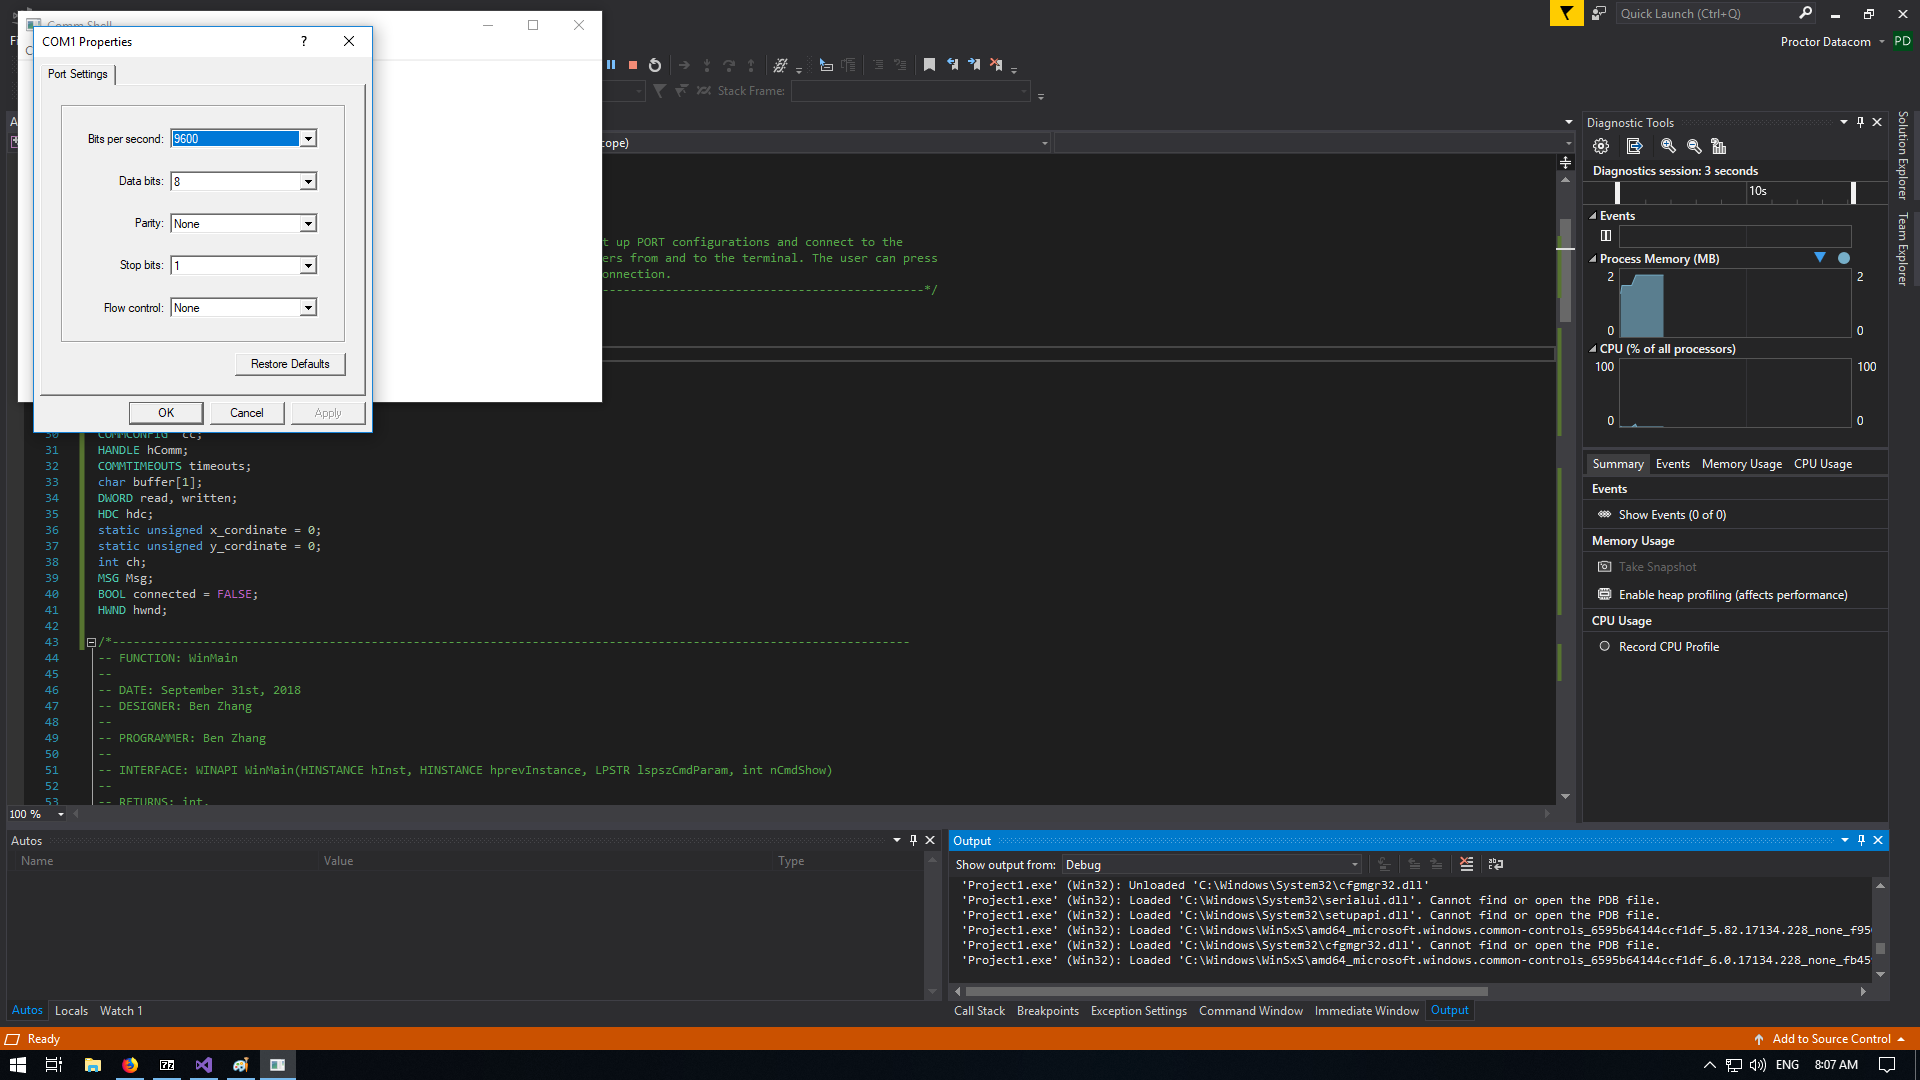 Comm Shell
COM1 Properties
?
Port Settings
Bits per second: 9600
Data bits: 8
Parity: None
Stop bits: 1
Flow control: None
Restore Defaults
OK Cancel Apply
Quick Launch (Ctrl+Q)
Proctor Datacom PD
Stack Frame:
cope)
t up PORT configurations and connect to the
ers from and to the terminal. The user can press
onnection.
----------------------------------------------*/
30 COMMCONFIG cc;
31 HANDLE hComm;
32 COMMTIMEOUTS timeouts;
33 char buffer[1];
34 DWORD read, written;
35 HDC hdc;
36 static unsigned x_cordinate = 0;
37 static unsigned y_cordinate = 0;
38 int ch;
39 MSG Msg;
40 BOOL connected = FALSE;
41 HWND hwnd;
42
43 /*------------------------------------------------------------------------------------------------------------------
44 -- FUNCTION: WinMain
45 --
46 -- DATE: September 31st, 2018
47 -- DESIGNER: Ben Zhang
48 --
49 -- PROGRAMMER: Ben Zhang
50 --
51 -- INTERFACE: WINAPI WinMain(HINSTANCE hInst, HINSTANCE hprevInstance, LPSTR lspszCmdParam, int nCmdShow)
52 --
53 -- RETURNS: int.
100 %
Diagnostic Tools
Diagnostics session: 3 seconds
10s
Events
Process Memory (MB)
2 2
0 0
CPU (% of all processors)
100 100
0 0
Summary Events Memory Usage CPU Usage
Events
Show Events (0 of 0)
Memory Usage
Take Snapshot
Enable heap profiling (affects performance)
CPU Usage
Record CPU Profile
Solution Explorer
Team Explorer
Autos
Name Value Type
Autos Locals Watch 1
Output
Show output from: Debug
'Project1.exe' (Win32): Unloaded 'C:\Windows\System32\cfgmgr32.dll'
'Project1.exe' (Win32): Loaded 'C:\Windows\System32\serialui.dll'. Cannot find or open the PDB file.
'Project1.exe' (Win32): Loaded 'C:\Windows\System32\setupapi.dll'. Cannot find or open the PDB file.
'Project1.exe' (Win32): Loaded 'C:\Windows\WinSxS\amd64_microsoft.windows.common-controls_6595b64144ccf1df_5.82.17134.228_none_f95
'Project1.exe' (Win32): Loaded 'C:\Windows\System32\cfgmgr32.dll'. Cannot find or open the PDB file.
'Project1.exe' (Win32): Loaded 'C:\Windows\WinSxS\amd64_microsoft.windows.common-controls_6595b64144ccf1df_6.0.17134.228_none_fb45
Call Stack Breakpoints Exception Settings Command Window Immediate Window Output
Ready
Add to Source Control
ENG 8:07 AM